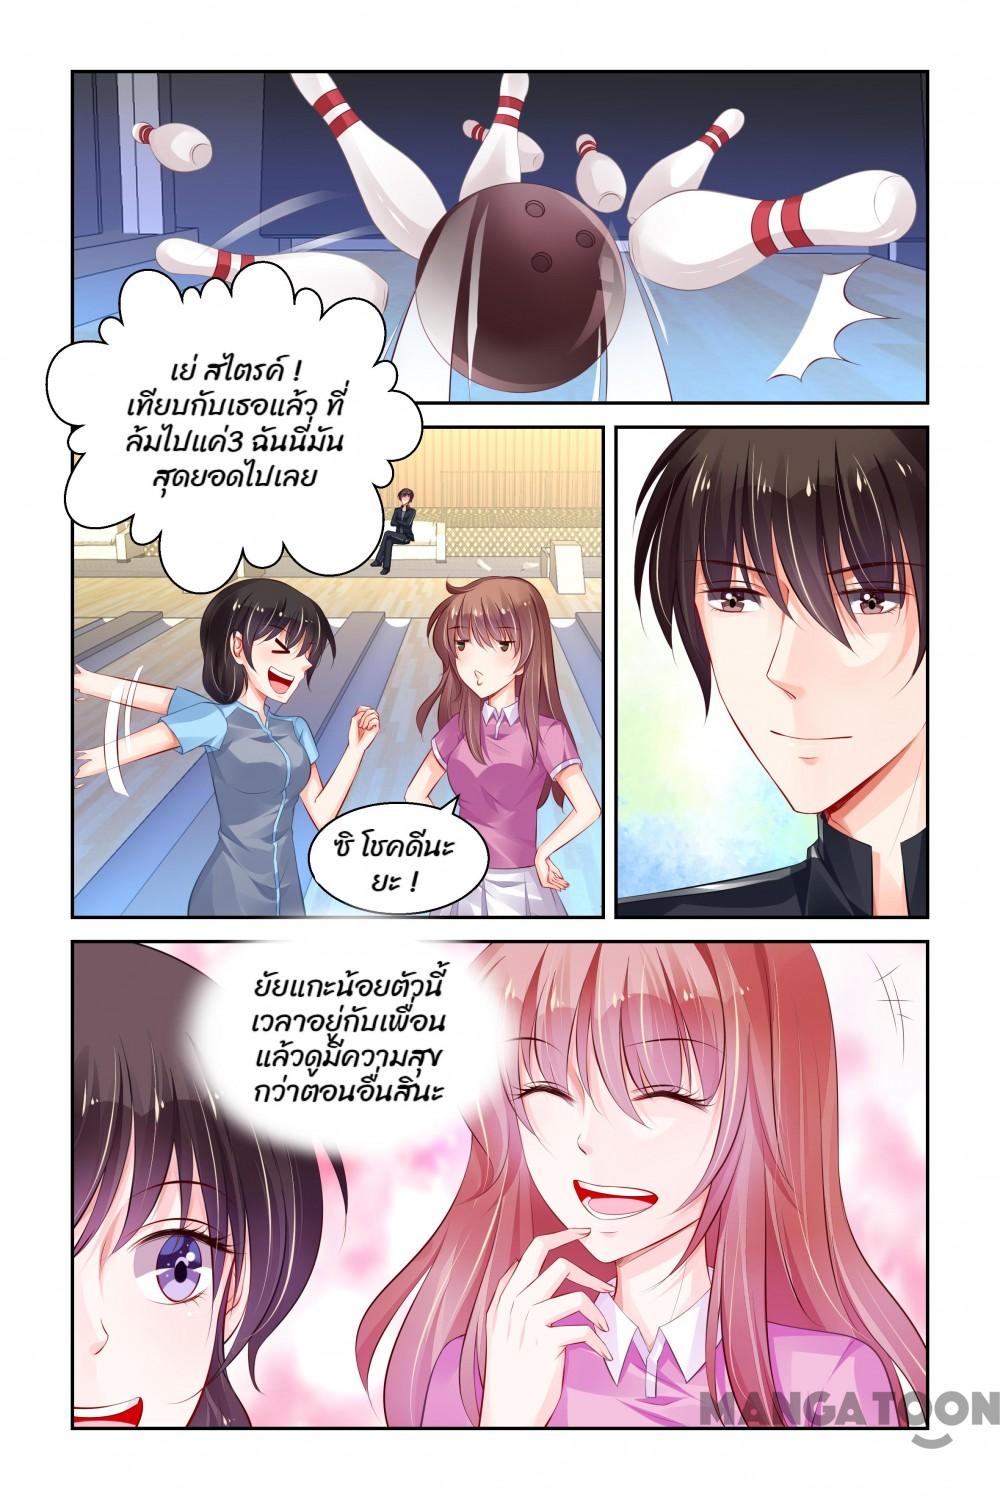 เย่ สไตรค์ !
เทียบกับเธอแล้ว ที่
ล้มไปแค่3 ฉันนี่มัน
สุดยอดไปเลย
ชิ โชคดีนะ
ยะ !
ยัยแกะน้อยตัวนี้
เวลาอยู่กับเพื่อน
แล้วดูมีความสุข
กว่าตอนอื่นสินะ
MANGATOON